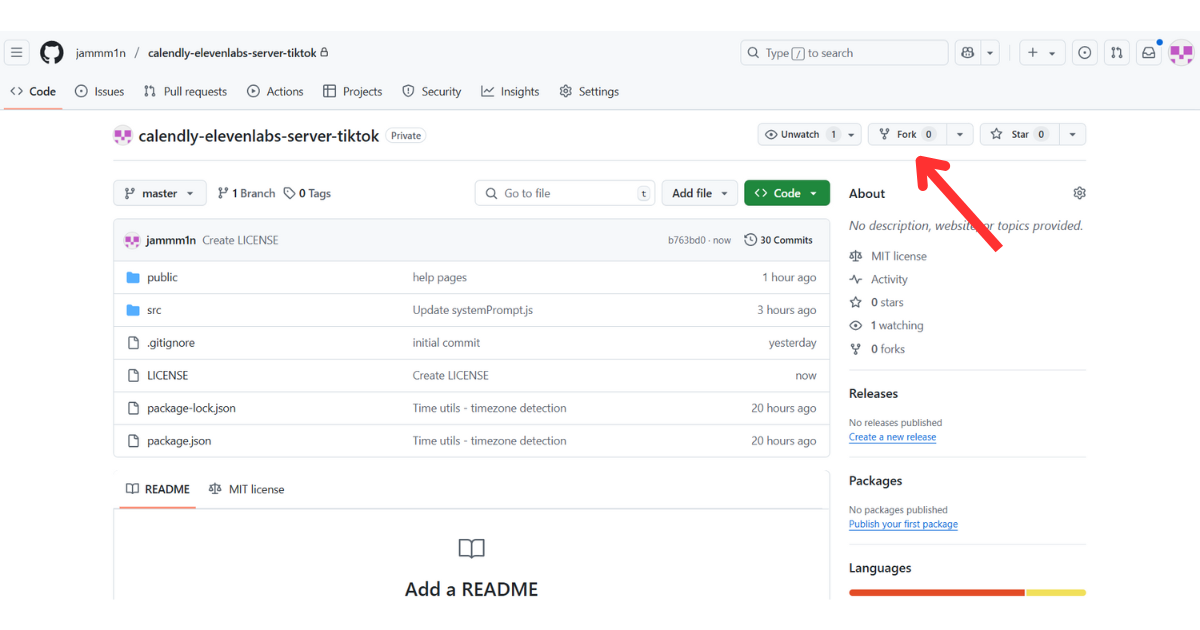 jammm1n / calendly-elevenlabs-server-tiktok
Type / to search
Code Issues Pull requests Actions Projects Security Insights Settings
calendly-elevenlabs-server-tiktok Private
Unwatch 1 Fork 0 Star 0
master 1 Branch 0 Tags Go to file t Add file Code
jammm1n Create LICENSE b763bd0 · now 30 Commits
public help pages 1 hour ago
src Update systemPrompt.js 3 hours ago
.gitignore initial commit yesterday
LICENSE Create LICENSE now
package-lock.json Time utils - timezone detection 20 hours ago
package.json Time utils - timezone detection 20 hours ago
README MIT license
Add a README
About
No description, website, or topics provided.
MIT license
Activity
0 stars
1 watching
0 forks
Releases
No releases published
Create a new release
Packages
No packages published
Publish your first package
Languages